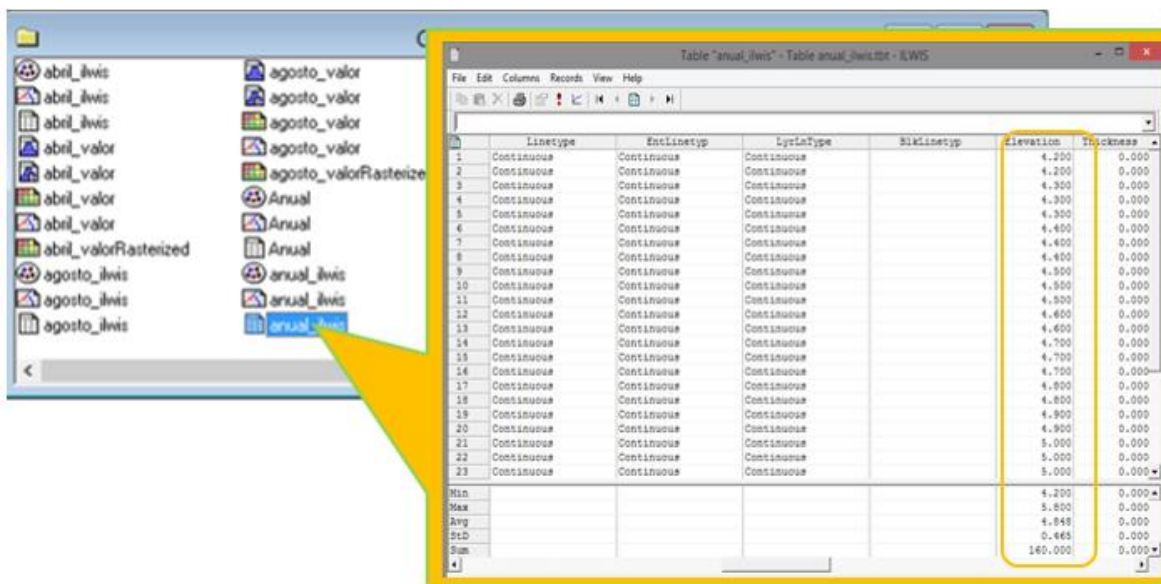 abril_ilwis
abril_ilwis
abril_ilwis
abril_valor
abril_valor
abril_valor
abril_valor
abril_valorRasterized
agosto_ilwis
agosto_ilwis
agosto_ilwis
agosto_valor
agosto_valor
agosto_valor
agosto_valor
agosto_valorRasterize
Anual
Anual
Anual
anual_ilwis
anual_ilwis
anual_ilwis
Table "anual_ilwis" - Table anual_ilwis.tbt - ILWIS
File Edit Columns Records View Help
Linetype EntLinetyp LyrLnType BlkLinetyp Elevation Thickness
1 Continuous Continuous Continuous 4.200 0.000
2 Continuous Continuous Continuous 4.200 0.000
3 Continuous Continuous Continuous 4.300 0.000
4 Continuous Continuous Continuous 4.300 0.000
5 Continuous Continuous Continuous 4.300 0.000
6 Continuous Continuous Continuous 4.400 0.000
7 Continuous Continuous Continuous 4.400 0.000
8 Continuous Continuous Continuous 4.400 0.000
9 Continuous Continuous Continuous 4.500 0.000
10 Continuous Continuous Continuous 4.500 0.000
11 Continuous Continuous Continuous 4.500 0.000
12 Continuous Continuous Continuous 4.600 0.000
13 Continuous Continuous Continuous 4.600 0.000
14 Continuous Continuous Continuous 4.700 0.000
15 Continuous Continuous Continuous 4.700 0.000
16 Continuous Continuous Continuous 4.700 0.000
17 Continuous Continuous Continuous 4.800 0.000
18 Continuous Continuous Continuous 4.800 0.000
19 Continuous Continuous Continuous 4.900 0.000
20 Continuous Continuous Continuous 4.900 0.000
21 Continuous Continuous Continuous 5.000 0.000
22 Continuous Continuous Continuous 5.000 0.000
23 Continuous Continuous Continuous 5.000 0.000
Min 4.200 0.000
Max 5.800 0.000
Avg 4.848 0.000
StD 0.465 0.000
Sum 160.000 0.000